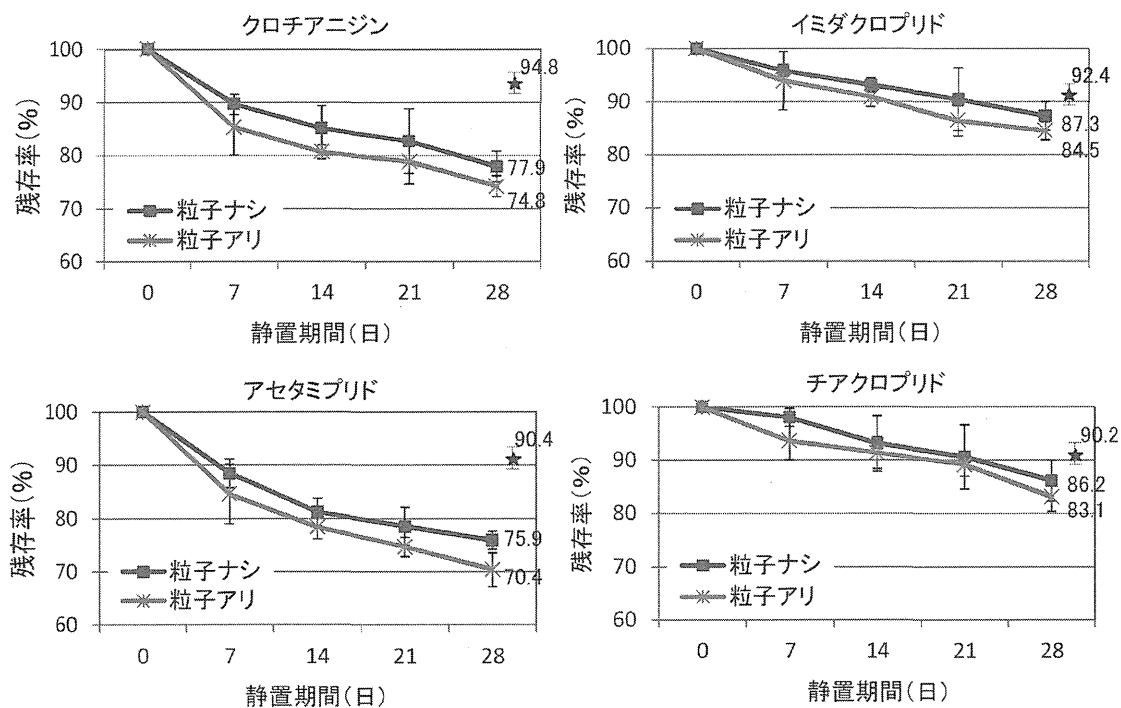 クロチアニジン
100
90
80
70
60
残存率(%)
94.8
77.9
74.8
粒子ナシ
粒子アリ
0 7 14 21 28
静置期間(日)
イミダクロプリド
100
90
80
70
60
残存率(%)
92.4
87.3
84.5
粒子ナシ
粒子アリ
0 7 14 21 28
静置期間(日)
アセタミプリド
100
90
80
70
60
残存率(%)
90.4
75.9
70.4
粒子ナシ
粒子アリ
0 7 14 21 28
静置期間(日)
チアクロプリド
100
90
80
70
60
残存率(%)
90.2
86.2
83.1
粒子ナシ
粒子アリ
0 7 14 21 28
静置期間(日)